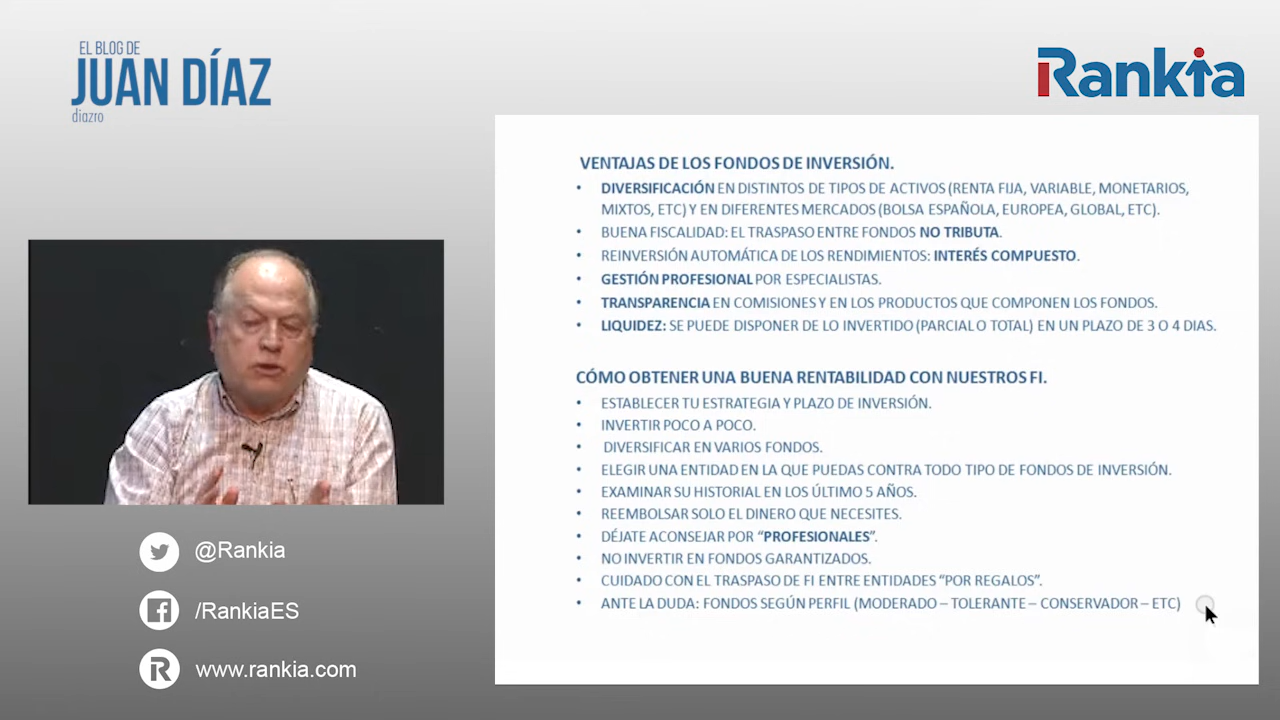 EL BLOG DE
JUAN DÍAZ
diazro
Rankia
VENTAJAS DE LOS FONDOS DE INVERSIÓN.
• DIVERSIFICACIÓN EN DISTINTOS DE TIPOS DE ACTIVOS (RENTA FIJA, VARIABLE, MONETARIOS,
MIXTOS, ETC) Y EN DIFERENTES MERCADOS (BOLSA ESPAÑOLA, EUROPEA, GLOBAL, ETC).
• BUENA FISCALIDAD: EL TRASPASO ENTRE FONDOS NO TRIBUTA.
• REINVERSIÓN AUTOMÁTICA DE LOS RENDIMIENTOS: INTERÉS COMPUESTO.
• GESTIÓN PROFESIONAL POR ESPECIALISTAS.
• TRANSPARENCIA EN COMISIONES Y EN LOS PRODUCTOS QUE COMPONEN LOS FONDOS.
• LIQUIDEZ: SE PUEDE DISPONER DE LO INVERTIDO (PARCIAL O TOTAL) EN UN PLAZO DE 3 O 4 DIAS.
CÓMO OBTENER UNA BUENA RENTABILIDAD CON NUESTROS FI.
• ESTABLECER TU ESTRATEGIA Y PLAZO DE INVERSIÓN.
• INVERTIR POCO A POCO.
• DIVERSIFICAR EN VARIOS FONDOS.
• ELEGIR UNA ENTIDAD EN LA QUE PUEDAS CONTRA TODO TIPO DE FONDOS DE INVERSIÓN.
• EXAMINAR SU HISTORIAL EN LOS ÚLTIMO 5 AÑOS.
• REEMBOLSAR SOLO EL DINERO QUE NECESITES.
• DÉJATE ACONSEJAR POR “PROFESIONALES”.
• NO INVERTIR EN FONDOS GARANTIZADOS.
• CUIDADO CON EL TRASPASO DE FI ENTRE ENTIDADES “POR REGALOS”.
• ANTE LA DUDA: FONDOS SEGÚN PERFIL (MODERADO – TOLERANTE – CONSERVADOR – ETC)
@Rankia
/RankiaES
www.rankia.com